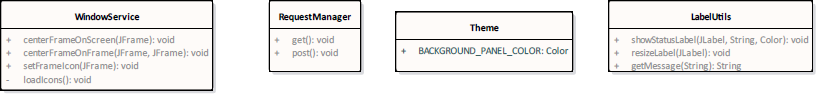 WindowService
+ centerFrameOnScreen(JFrame): void
+ centerFrameOnFrame(JFrame, JFrame): void
+ setFrameIcon(JFrame): void
- loadIcons(): void
RequestManager
+ get(): void
+ post(): void
Theme
+ BACKGROUND_PANEL_COLOR: Color
LabelUtils
+ showStatusLabel(JLabel, String, Color): void
+ resizeLabel(JLabel): void
+ getMessage(String): String